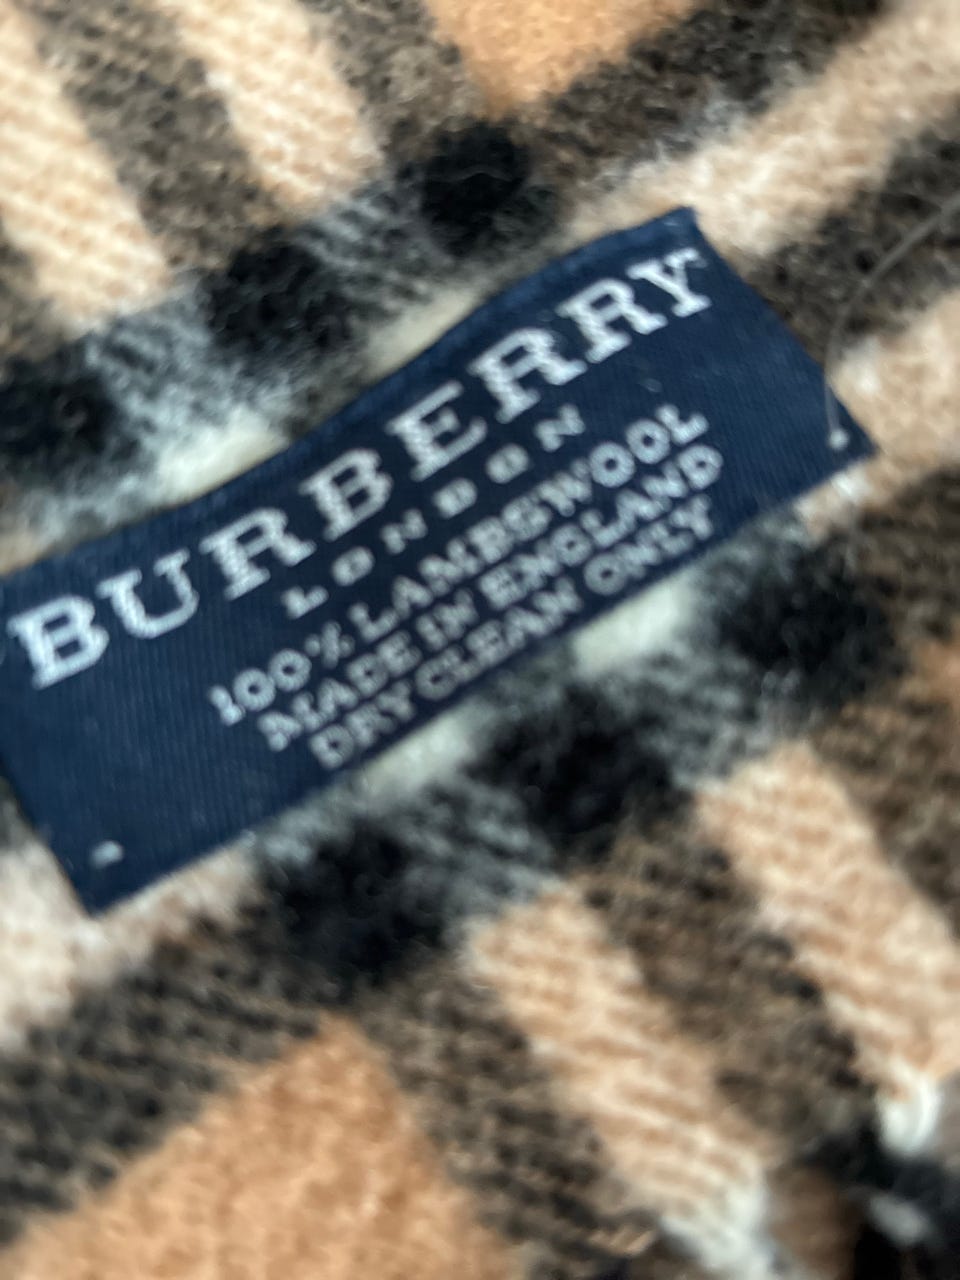 BURBERRY
LONDON
100% LAMBSWOOL
MADE IN ENGLAND
DRY CLEAN ONLY